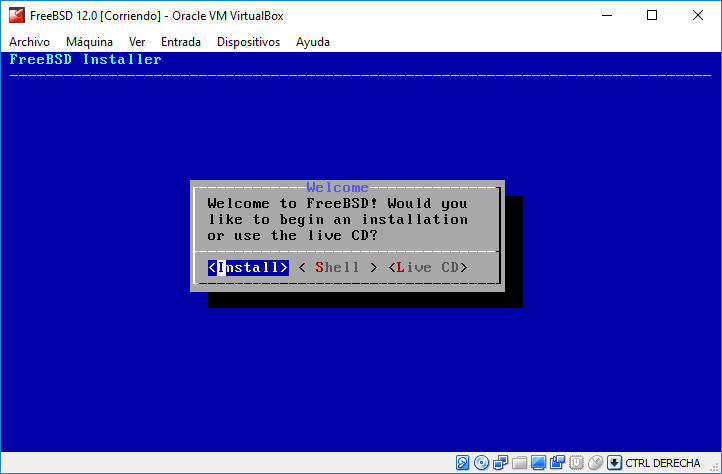 FreeBSD 12.0 [Corriendo] - Oracle VM VirtualBox
Archivo Máquina Ver Entrada Dispositivos Ayuda
FreeBSD Installer
Welcome
Welcome to FreeBSD! Would you
like to begin an installation
or use the live CD?
<Install> < Shell > <Live CD>
CTRL DERECHA